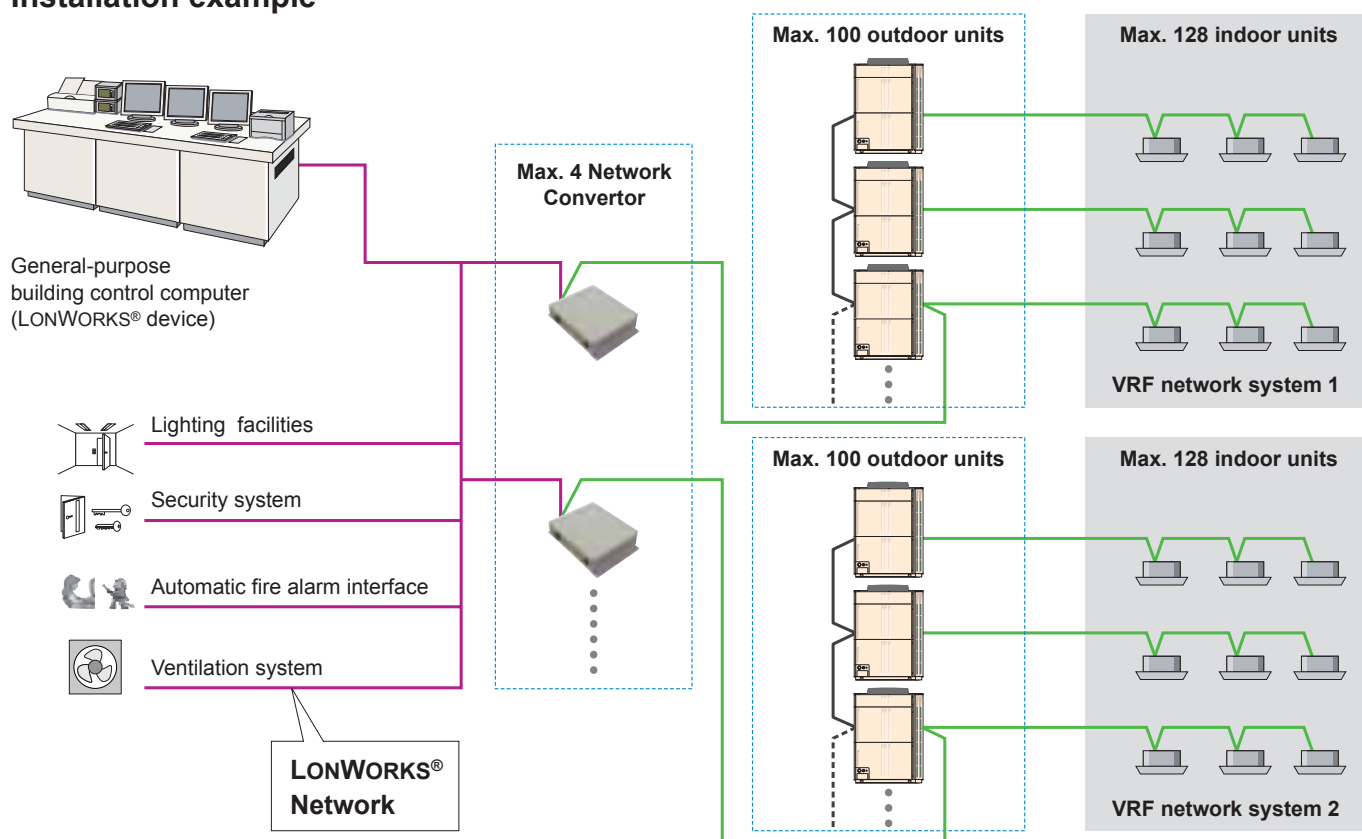 Installation example
Max. 100 outdoor units
Max. 128 indoor units
Max. 4 Network
Convertor
General-purpose
building control computer
(LONWORKS® device)
VRF network system 1
Lighting facilities
Max. 100 outdoor units
Max. 128 indoor units
Security system
Automatic fire alarm interface
Ventilation system
LONWORKS®
Network
VRF network system 2